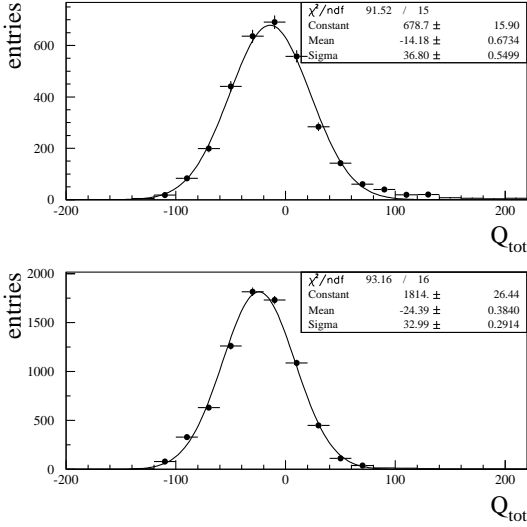 entries
χ²/ndf 91.52 / 15
Constant 678.7 ± 15.90
Mean -14.18 ± 0.6734
Sigma 36.80 ± 0.5499
600
400
200
0
-200 -100 0 100 200
Q_tot
entries
χ²/ndf 93.16 / 16
Constant 1814. ± 26.44
Mean -24.39 ± 0.3840
Sigma 32.99 ± 0.2914
2000
1500
1000
500
0
-200 -100 0 100 200
Q_tot